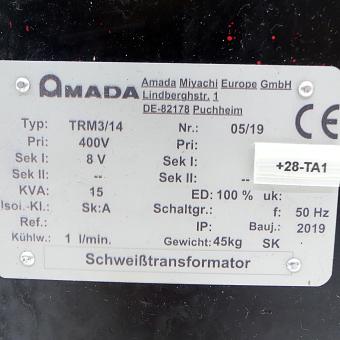 AMADA Amada Miyachi Europe GmbH
Lindberghstr. 1
DE-82178 Puchheim
CE
Typ: TRM3/14 Nr.: 05/19
Pri: 400V Pri:
Sek I: 8 V Sek I:
+28-TA1
Sek II: -- Sek II: --
KVA: 15 ED: 100 % uk:
Isoi.-Kl.: Sk:A Schaltgr.: f: 50 Hz
Ref.: IP: Bauj.: 2019
Kühlw.: 1 l/min. Gewicht: 45kg SK
Schweißtransformator